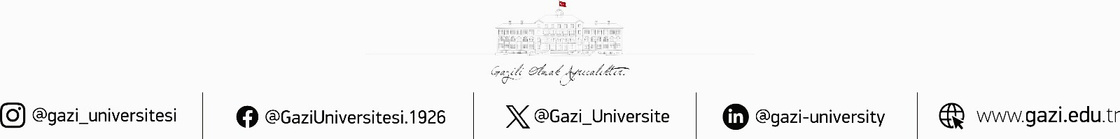 Gazili Olmak Ayrıcalıktır.
@gazi_universitesi
@GaziUniversitesi.1926
@Gazi_Universite
@gazi-university
www.gazi.edu.tr